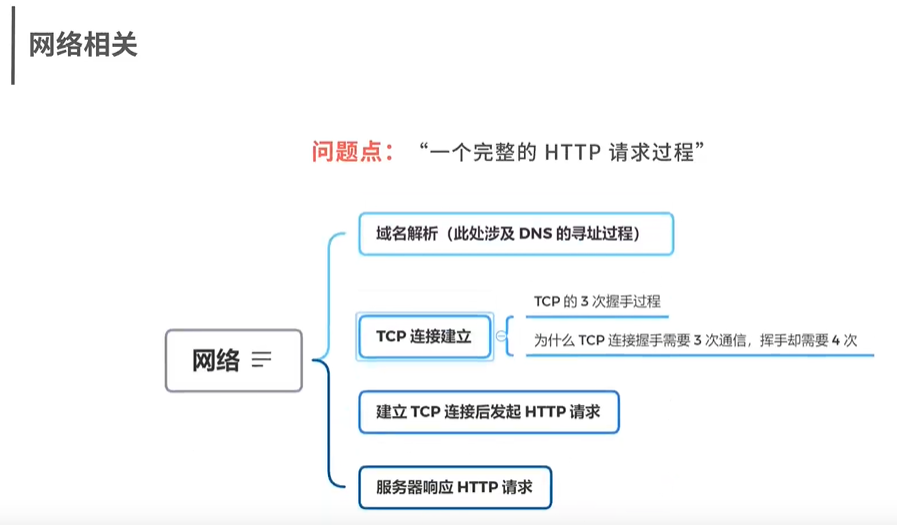 网络相关
问题点： “一个完整的 HTTP 请求过程”
域名解析（此处涉及 DNS 的寻址过程）
TCP 的 3 次握手过程
TCP 连接建立
为什么 TCP 连接握手需要 3 次通信，挥手却需要 4 次
网络
建立 TCP 连接后发起 HTTP 请求
服务器响应 HTTP 请求